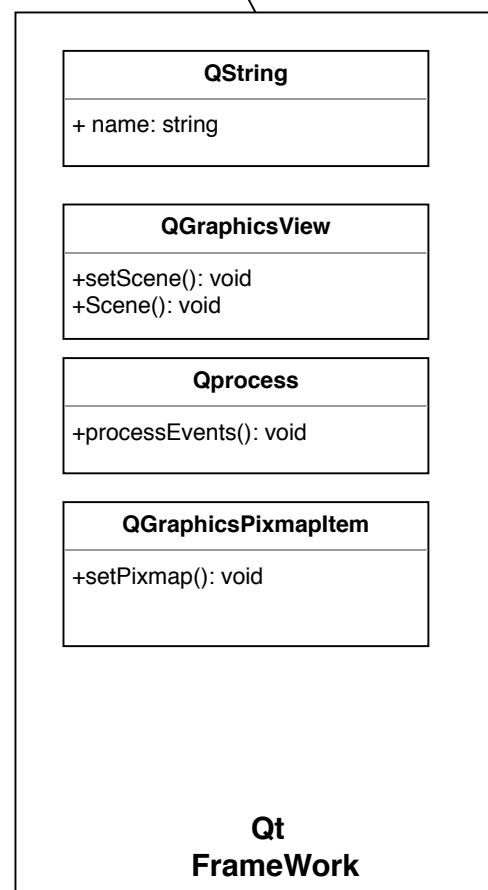 QString
+ name: string
QGraphicsView
+setScene(): void
+Scene(): void
Qprocess
+processEvents(): void
QGraphicsPixmapItem
+setPixmap(): void
Qt
FrameWork